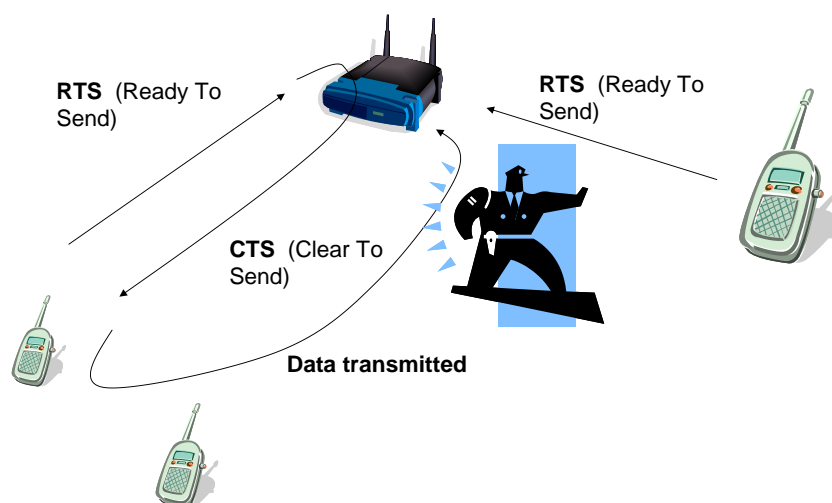 RTS (Ready To
Send)
RTS (Ready To
Send)
CTS (Clear To
Send)
Data transmitted